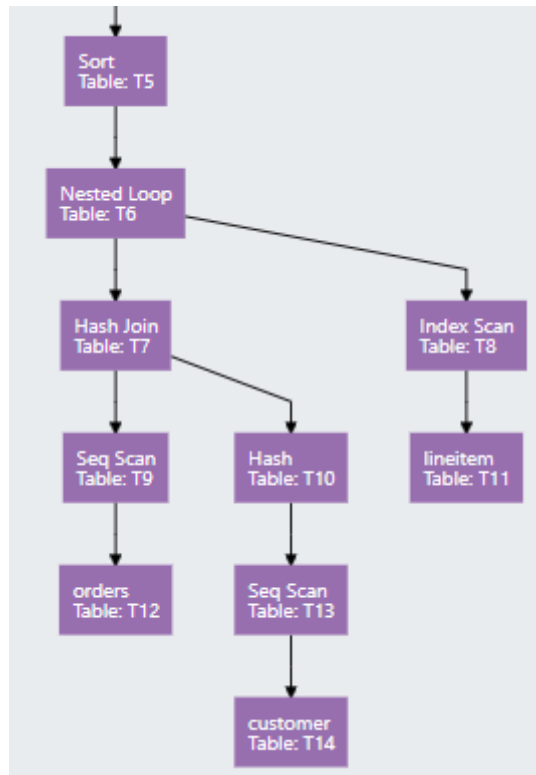 Sort
Table: T5
Nested Loop
Table: T6
Hash Join
Table: T7
Index Scan
Table: T8
Seq Scan
Table: T9
Hash
Table: T10
lineitem
Table: T11
orders
Table: T12
Seq Scan
Table: T13
customer
Table: T14